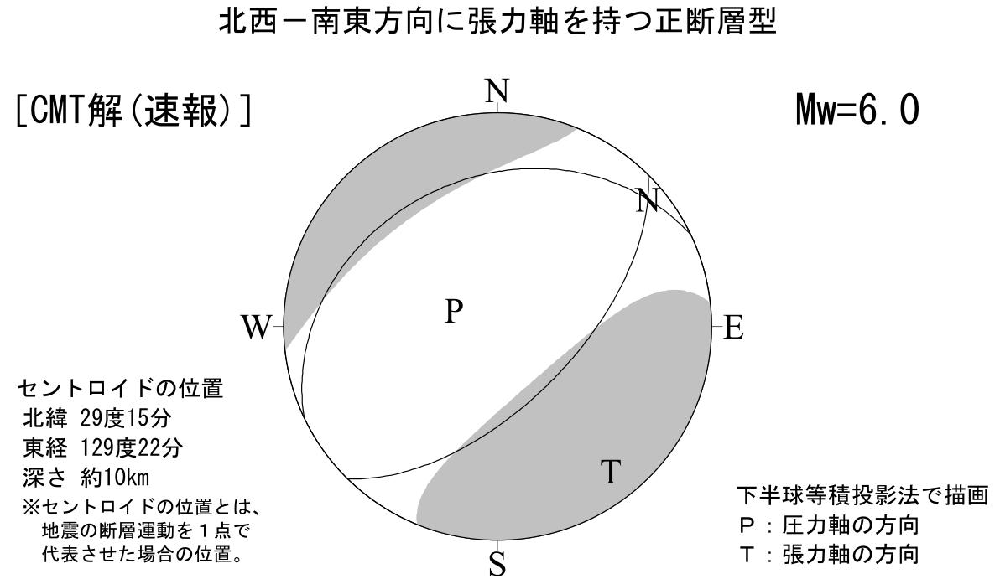 北西－南東方向に張力軸を持つ正断層型
[CMT解(速報)]
Mw=6.0
N
N
P
W
E
T
S
セントロイドの位置
北緯 29度15分
東経 129度22分
深さ 約10km
※セントロイドの位置とは、
地震の断層運動を１点で
代表させた場合の位置。
下半球等積投影法で描画
Ｐ：圧力軸の方向
Ｔ：張力軸の方向